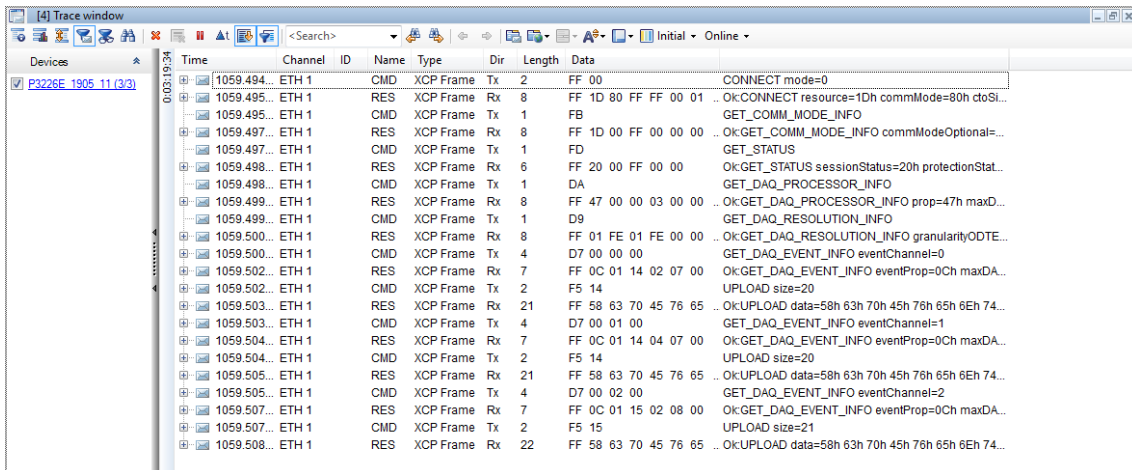 [4] Trace window
<Search>
Initial
Online
Devices
Time Channel ID Name Type Dir Length Data
P3226E_1905_11 (3/3)
0:03:19:34
1059.494... ETH 1 CMD XCP Frame Tx 2 FF 00 CONNECT mode=0
1059.495... ETH 1 RES XCP Frame Rx 8 FF 1D 80 FF FF 00 01 .. Ok:CONNECT resource=1Dh commMode=80h ctoSi...
1059.495... ETH 1 CMD XCP Frame Tx 1 FB GET_COMM_MODE_INFO
1059.497... ETH 1 RES XCP Frame Rx 8 FF 1D 00 FF 00 00 00 .. Ok:GET_COMM_MODE_INFO commModeOptional=...
1059.497... ETH 1 CMD XCP Frame Tx 1 FD GET_STATUS
1059.498... ETH 1 RES XCP Frame Rx 6 FF 20 00 FF 00 00 Ok:GET_STATUS sessionStatus=20h protectionStat...
1059.498... ETH 1 CMD XCP Frame Tx 1 DA GET_DAQ_PROCESSOR_INFO
1059.499... ETH 1 RES XCP Frame Rx 8 FF 47 00 00 03 00 00 .. Ok:GET_DAQ_PROCESSOR_INFO prop=47h maxD...
1059.499... ETH 1 CMD XCP Frame Tx 1 D9 GET_DAQ_RESOLUTION_INFO
1059.500... ETH 1 RES XCP Frame Rx 8 FF 01 FE 01 FE 00 00 .. Ok:GET_DAQ_RESOLUTION_INFO granularityODTE...
1059.500... ETH 1 CMD XCP Frame Tx 4 D7 00 00 00 GET_DAQ_EVENT_INFO eventChannel=0
1059.502... ETH 1 RES XCP Frame Rx 7 FF 0C 01 14 02 07 00 Ok:GET_DAQ_EVENT_INFO eventProp=0Ch maxDA...
1059.502... ETH 1 CMD XCP Frame Tx 2 F5 14 UPLOAD size=20
1059.503... ETH 1 RES XCP Frame Rx 21 FF 58 63 70 45 76 65 .. Ok:UPLOAD data=58h 63h 70h 45h 76h 65h 6Eh 74...
1059.503... ETH 1 CMD XCP Frame Tx 4 D7 00 01 00 GET_DAQ_EVENT_INFO eventChannel=1
1059.504... ETH 1 RES XCP Frame Rx 7 FF 0C 01 14 04 07 00 Ok:GET_DAQ_EVENT_INFO eventProp=0Ch maxDA...
1059.504... ETH 1 CMD XCP Frame Tx 2 F5 14 UPLOAD size=20
1059.505... ETH 1 RES XCP Frame Rx 21 FF 58 63 70 45 76 65 .. Ok:UPLOAD data=58h 63h 70h 45h 76h 65h 6Eh 74...
1059.505... ETH 1 CMD XCP Frame Tx 4 D7 00 02 00 GET_DAQ_EVENT_INFO eventChannel=2
1059.507... ETH 1 RES XCP Frame Rx 7 FF 0C 01 15 02 08 00 Ok:GET_DAQ_EVENT_INFO eventProp=0Ch maxDA...
1059.507... ETH 1 CMD XCP Frame Tx 2 F5 15 UPLOAD size=21
1059.508... ETH 1 RES XCP Frame Rx 22 FF 58 63 70 45 76 65 .. Ok:UPLOAD data=58h 63h 70h 45h 76h 65h 6Eh 74...